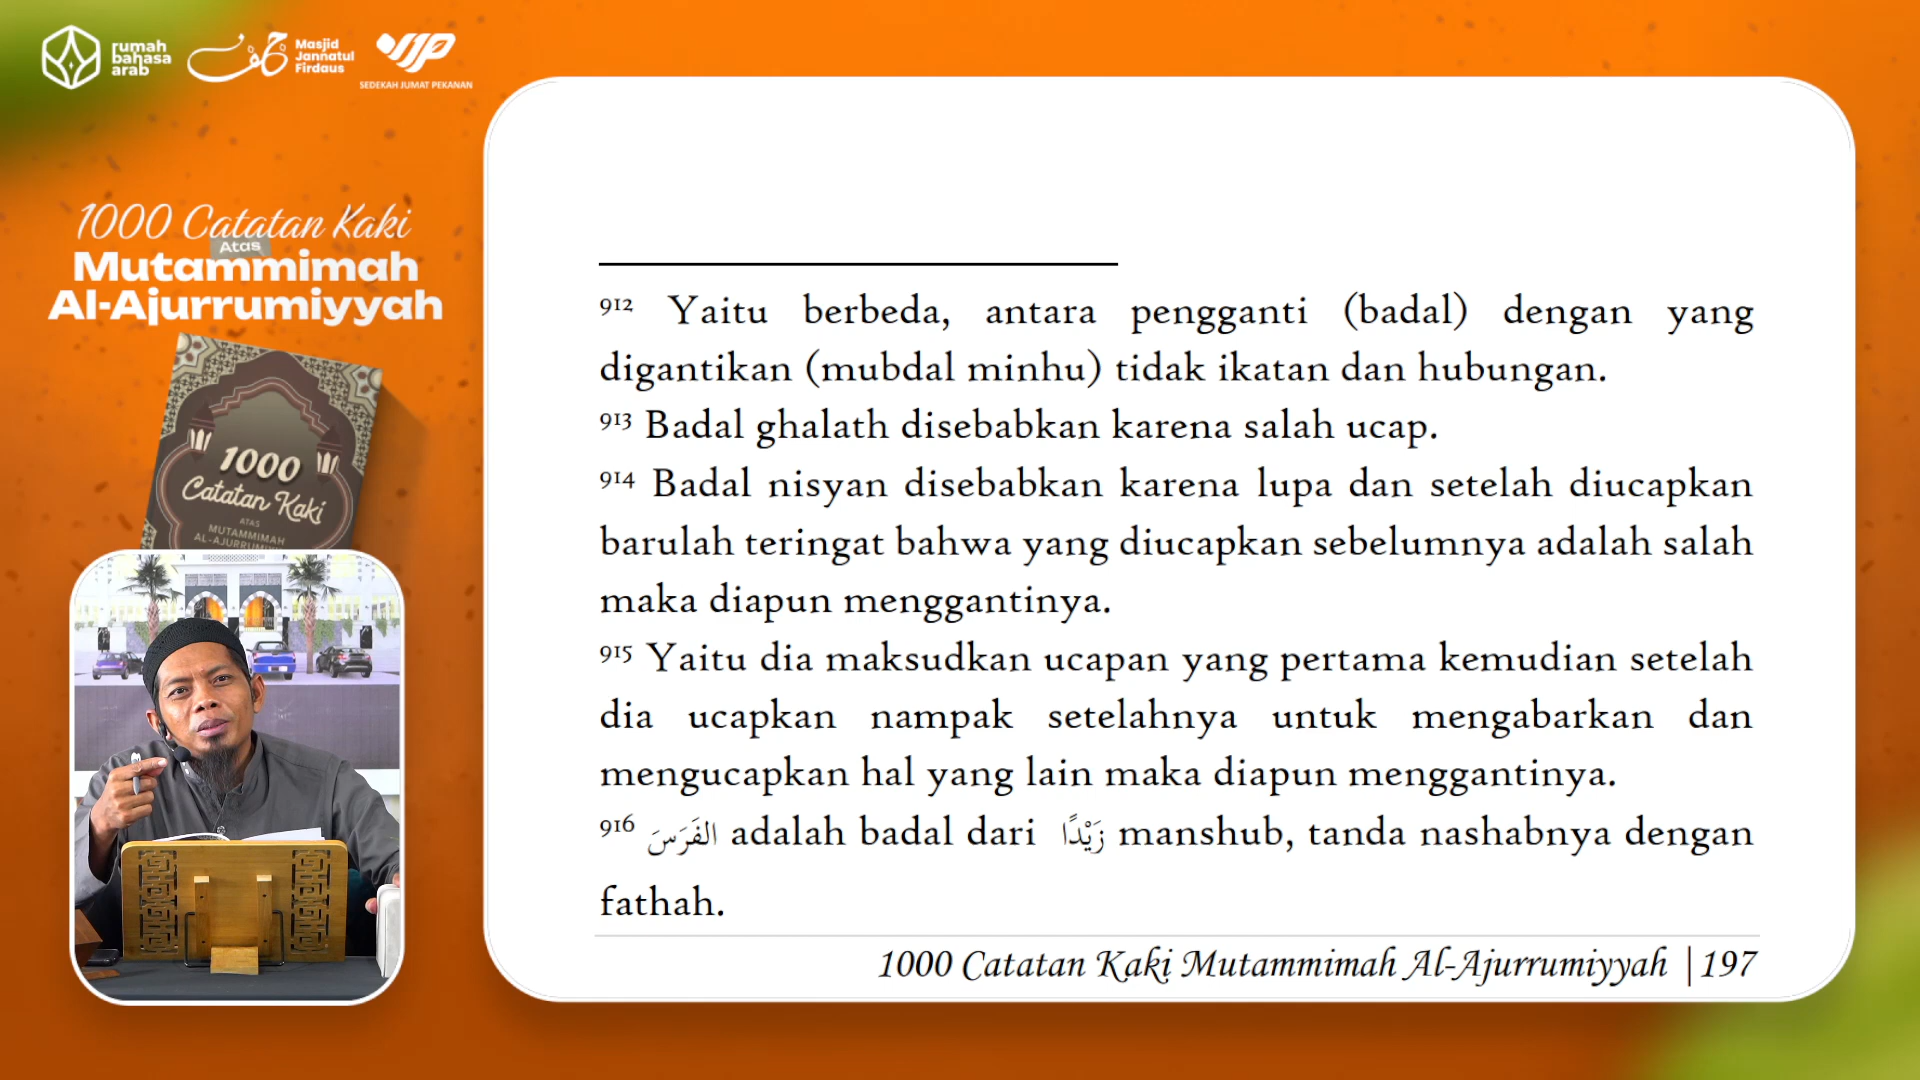 rumah
bahasa
arab
Masjid
Jannatul
Firdaus
SEDEKAH JUMAT PEKANAN
1000 Catatan Kaki
Atas
Mutammimah
Al-Ajurrumiyyah
1000
Catatan Kaki
ATAS
MUTAMMIMAH
912 Yaitu berbeda, antara pengganti (badal) dengan yang
digantikan (mubdal minhu) tidak ikatan dan hubungan.
913 Badal ghalath disebabkan karena salah ucap.
914 Badal nisyan disebabkan karena lupa dan setelah diucapkan
barulah teringat bahwa yang diucapkan sebelumnya adalah salah
maka diapun menggantinya.
915 Yaitu dia maksudkan ucapan yang pertama kemudian setelah
dia ucapkan nampak setelahnya untuk mengabarkan dan
mengucapkan hal yang lain maka diapun menggantinya.
916 الفَرَسَ adalah badal dari زَيْدًا manshub, tanda nashabnya dengan
fathah.
1000 Catatan Kaki Mutammimah Al-Ajurrumiyyah |197